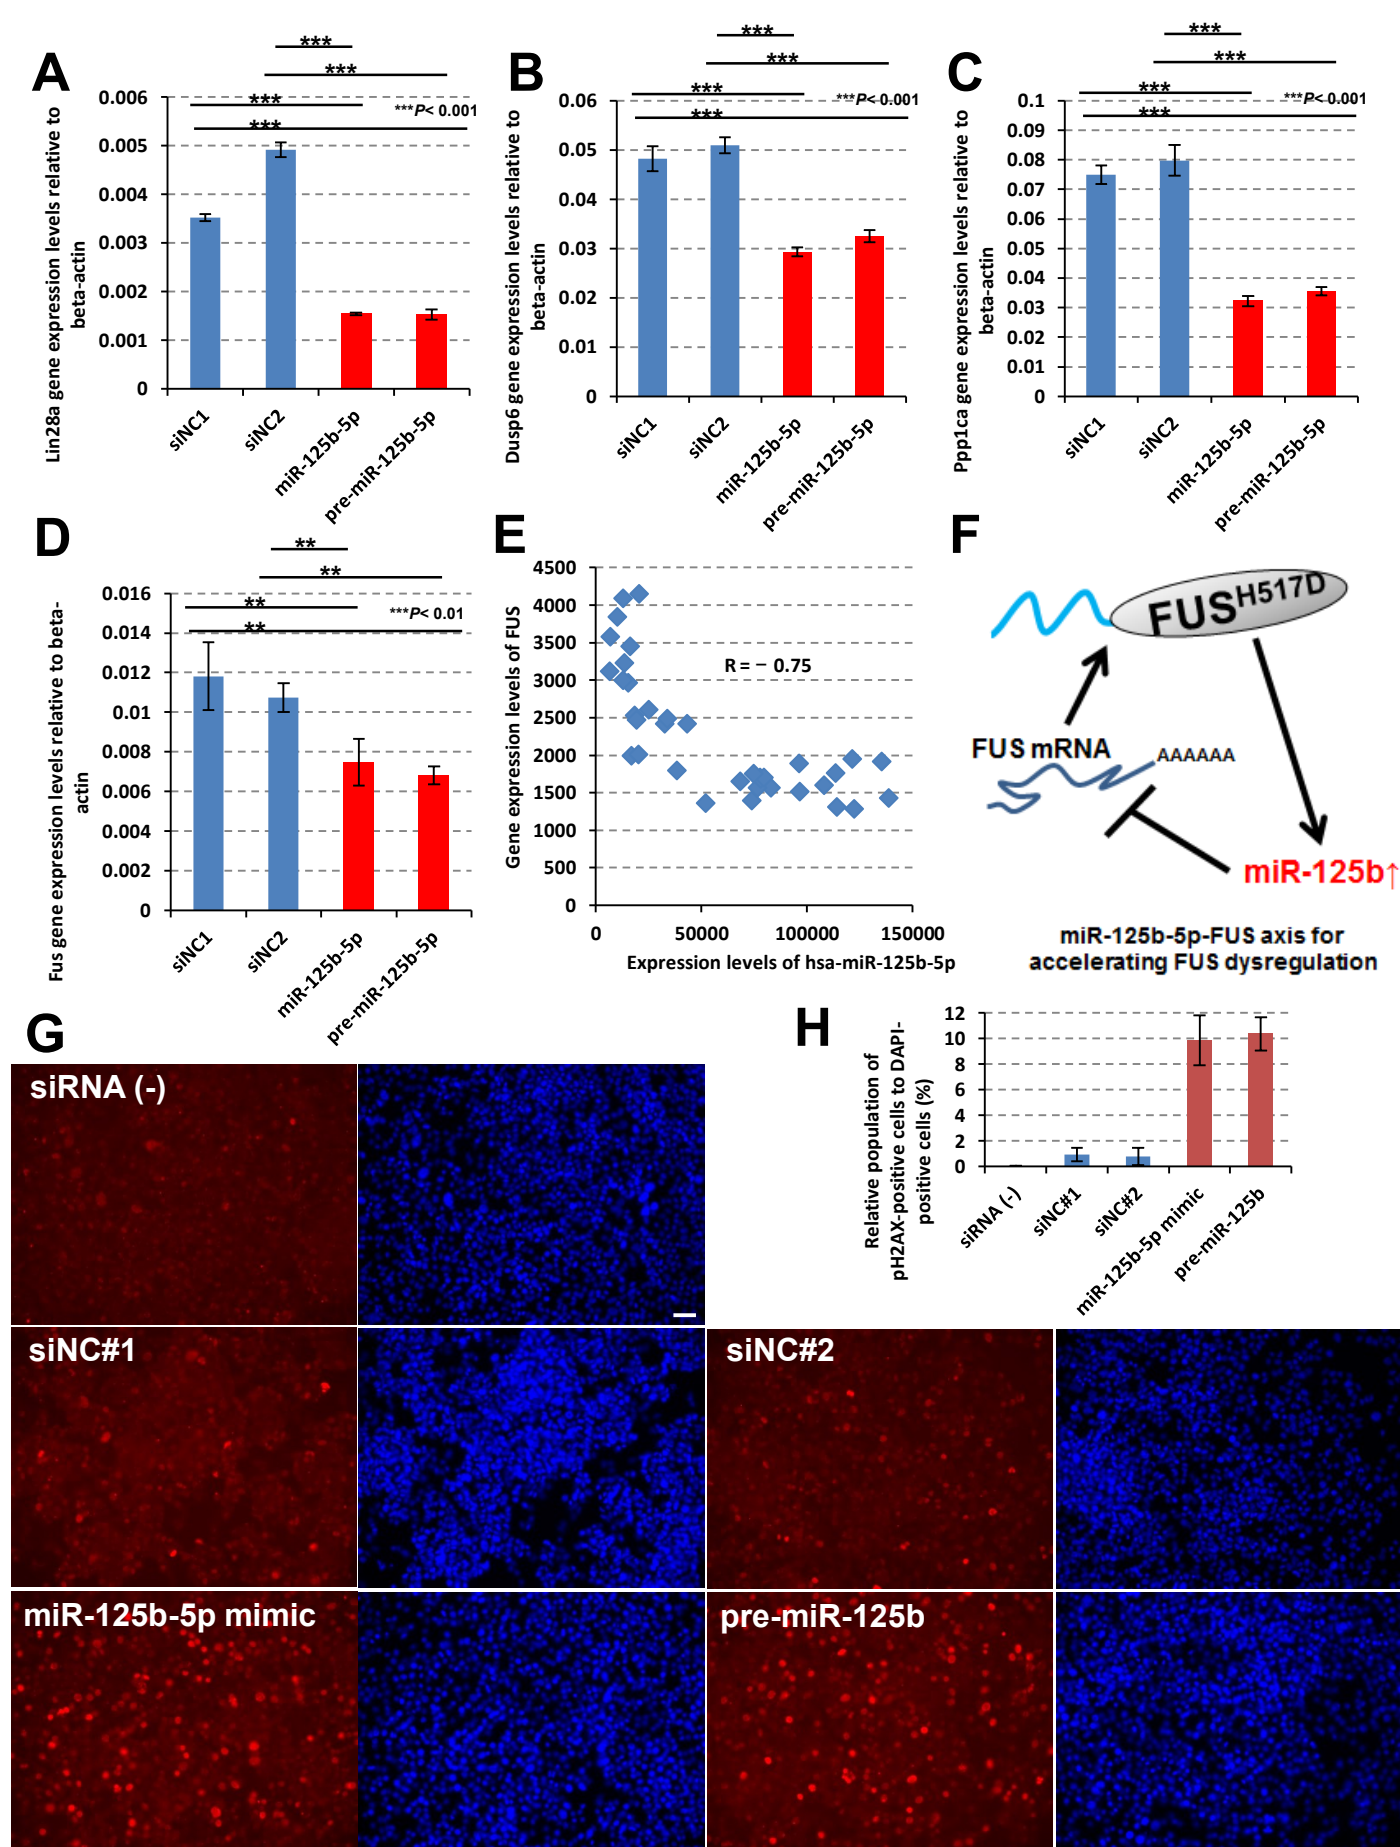 A
***
***
***
***
***P< 0.001
Lin28a gene expression levels relative to
beta-actin
0.006
0.005
0.004
0.003
0.002
0.001
0
siNC1
siNC2
miR-125b-5p
pre-miR-125b-5p
B
***
***
***
***
***P< 0.001
Dusp6 gene expression levels relative to
beta-actin
0.06
0.05
0.04
0.03
0.02
0.01
0
siNC1
siNC2
miR-125b-5p
pre-miR-125b-5p
C
***
***
***
***
***P< 0.001
Ppp1ca gene expression levels relative to
beta-actin
0.1
0.09
0.08
0.07
0.06
0.05
0.04
0.03
0.02
0.01
0
siNC1
siNC2
miR-125b-5p
pre-miR-125b-5p
D
**
**
**
**
***P< 0.01
Fus gene expression levels relative to beta-
actin
0.016
0.014
0.012
0.01
0.008
0.006
0.004
0.002
0
siNC1
siNC2
miR-125b-5p
pre-miR-125b-5p
E
Gene expression levels of FUS
4500
4000
3500
3000
2500
2000
1500
1000
500
0
R = − 0.75
0 50000 100000 150000
Expression levels of hsa-miR-125b-5p
F
FUSH517D
FUS mRNA
AAAAAA
miR-125b↑
miR-125b-5p-FUS axis for
accelerating FUS dysregulation
G
siRNA (-)
siNC#1
siNC#2
miR-125b-5p mimic
pre-miR-125b
H
Relative population of
pH2AX-positive cells to DAPI-
positive cells (%)
12
10
8
6
4
2
0
siRNA (-)
siNC#1
siNC#2
miR-125b-5p mimic
pre-miR-125b